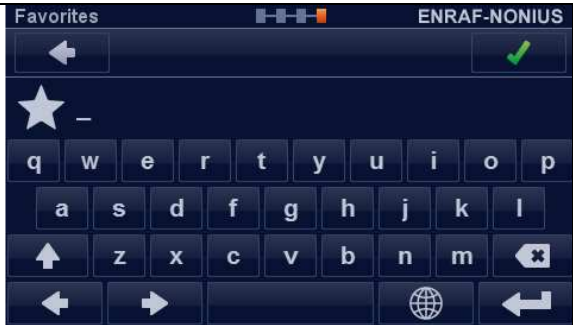 Favorites ENRAF-NONIUS
_
q w e r t y u i o p
a s d f g h j k l
z x c v b n m